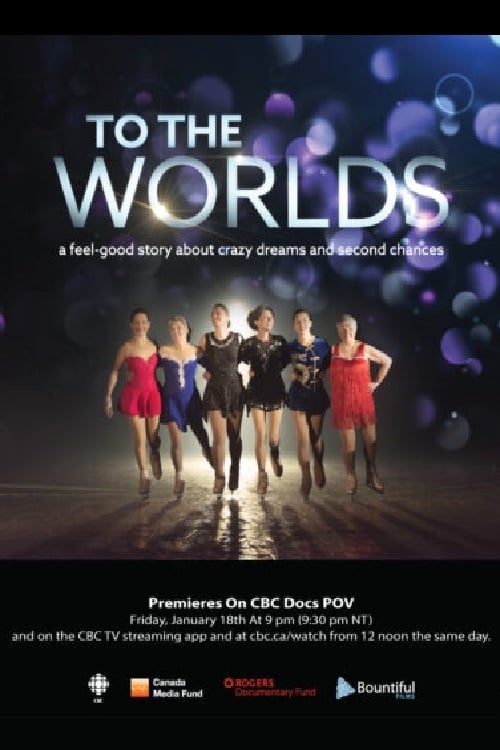 TO THE
WORLDS
a feel-good story about crazy dreams and second chances
Premieres On CBC Docs POV
Friday, January 18th At 9 pm (9:30 pm NT)
and on the CBC TV streaming app and at cbc.ca/watch from 12 noon the same day.
CBC
Canada
Media Fund
ROGERS
Documentary Fund
Bountiful
FILMS